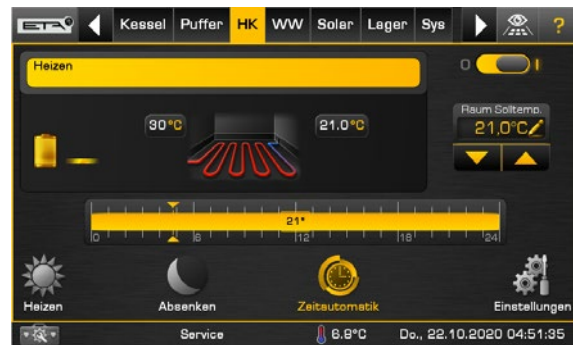 ETA Kessel Puffer HK WW Solar Lager Sys ?
Heizen
0 I
30°C 21.0°C
Raum Solltemp.
21,0°C
21°
0 6 12 18 24
Heizen Absenken Zeitautomatik Einstellungen
Service 6.8°C Do., 22.10.2020 04:51:35